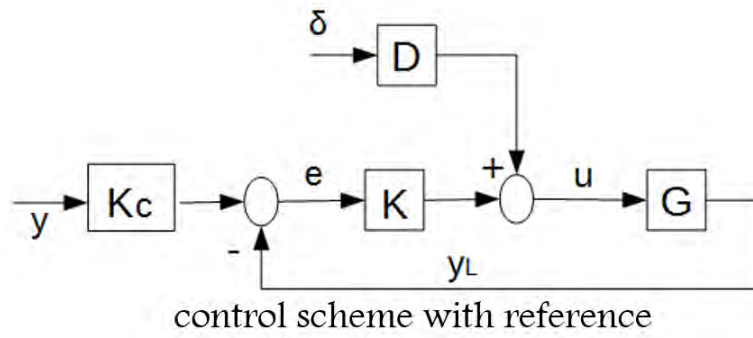 δ
D
e
+
u
y
Kc
K
G
-
yL
control scheme with reference